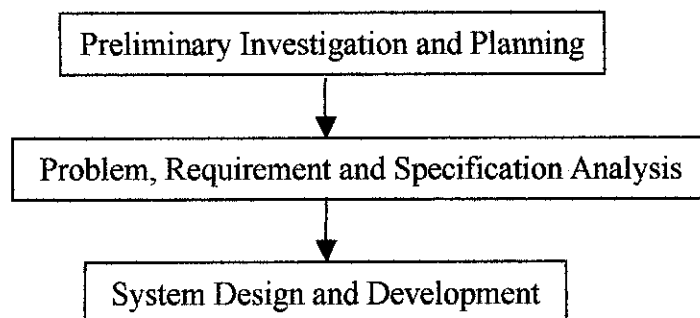 Preliminary Investigation and Planning
Problem, Requirement and Specification Analysis
System Design and Development